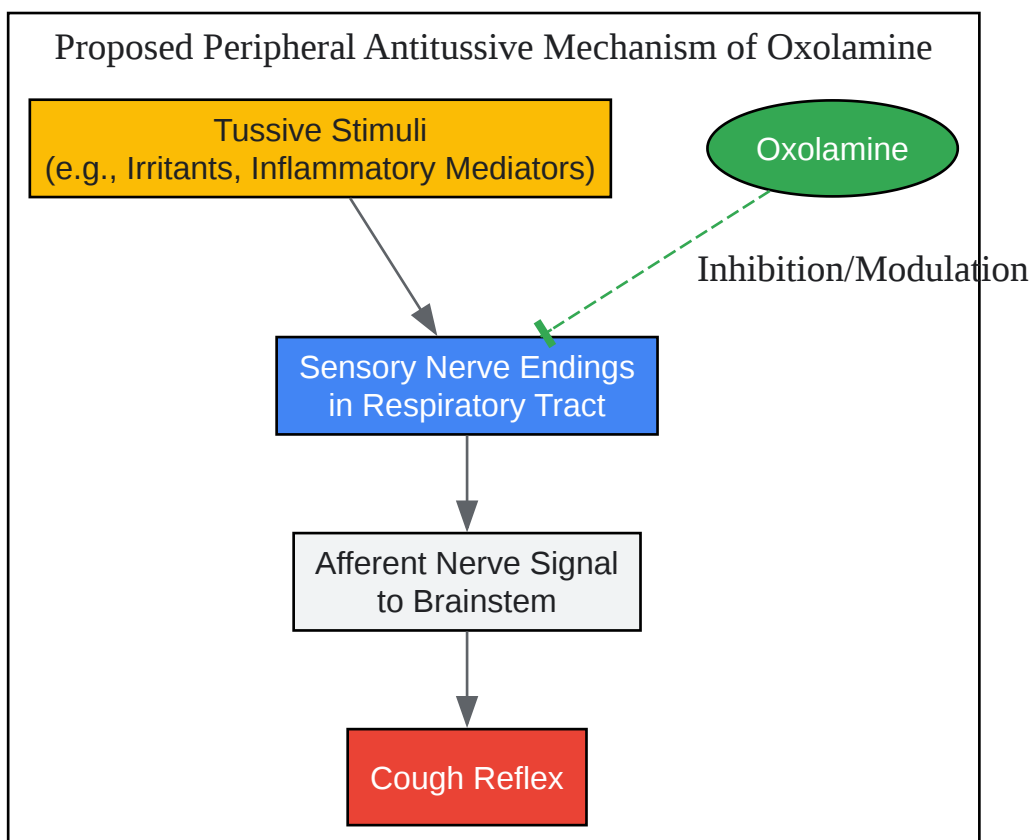 Proposed Peripheral Antitussive Mechanism of Oxolamine
Tussive Stimuli
(e.g., Irritants, Inflammatory Mediators)
Oxolamine
Inhibition/Modulation
Sensory Nerve Endings
in Respiratory Tract
Afferent Nerve Signal
to Brainstem
Cough Reflex